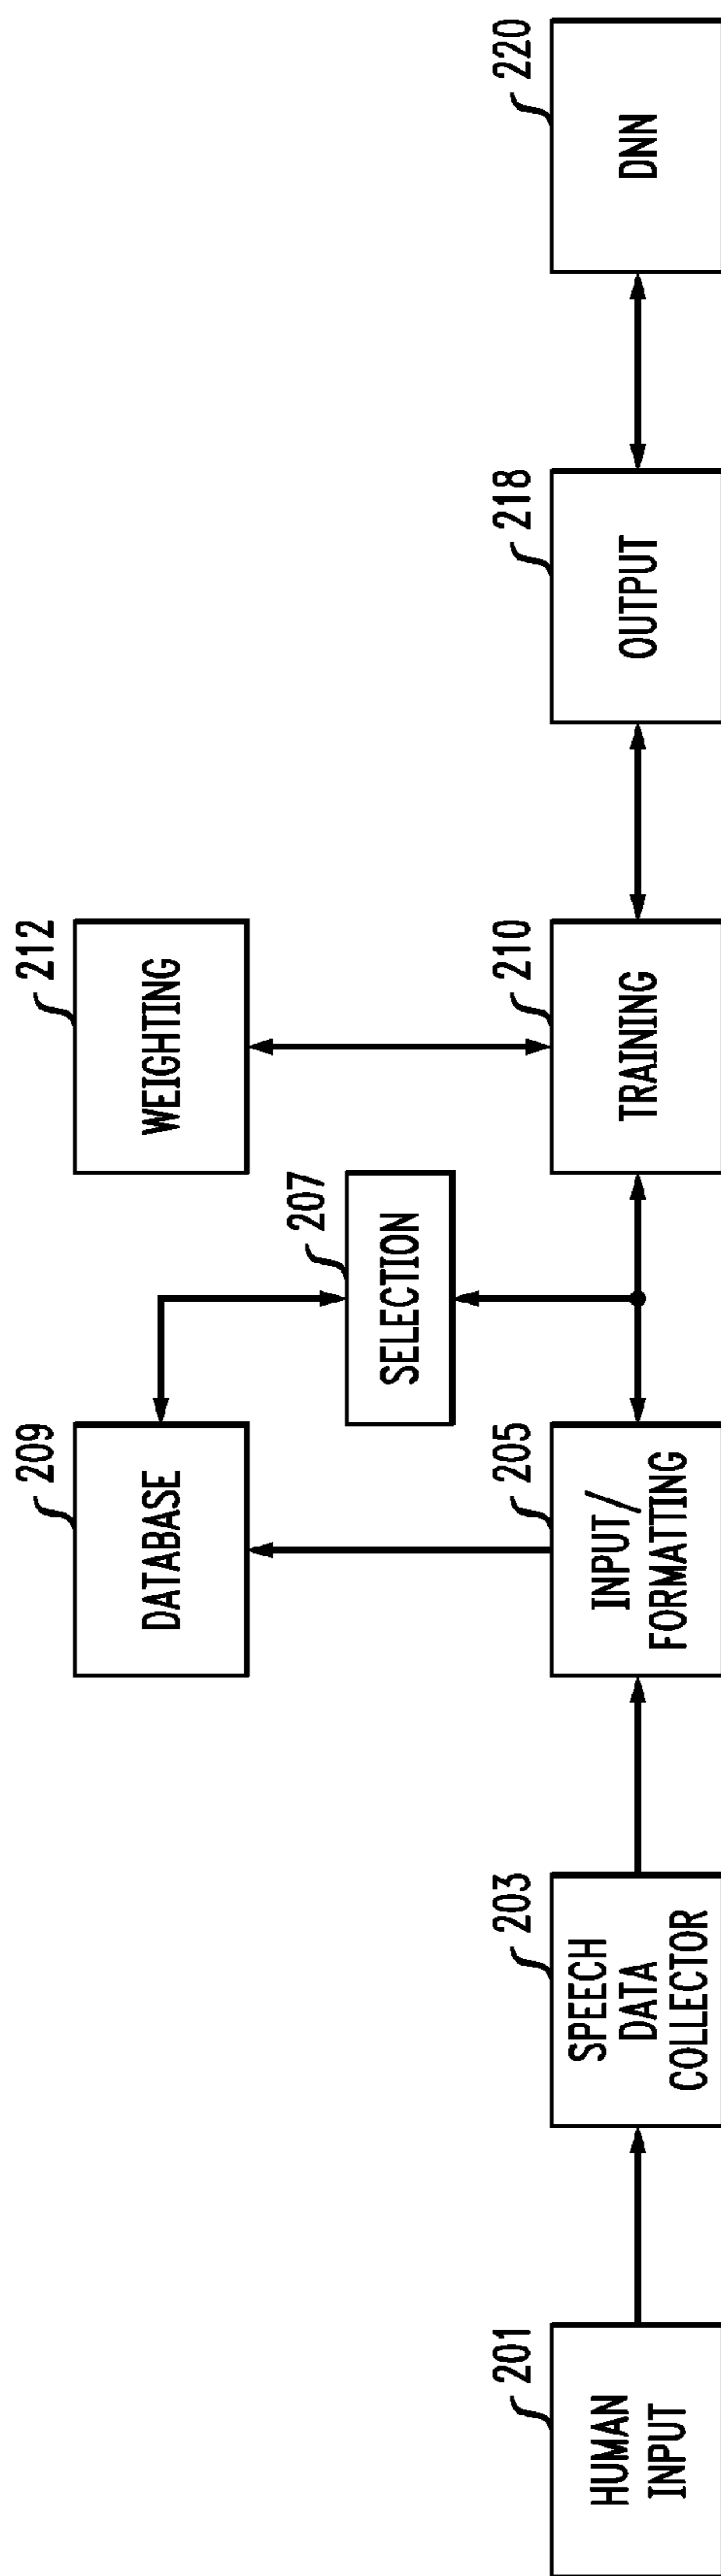 209
DATABASE
212
WEIGHTING
207
SELECTION
201
HUMAN
INPUT
203
SPEECH
DATA
COLLECTOR
205
INPUT/
FORMATTING
210
TRAINING
218
OUTPUT
220
DNN